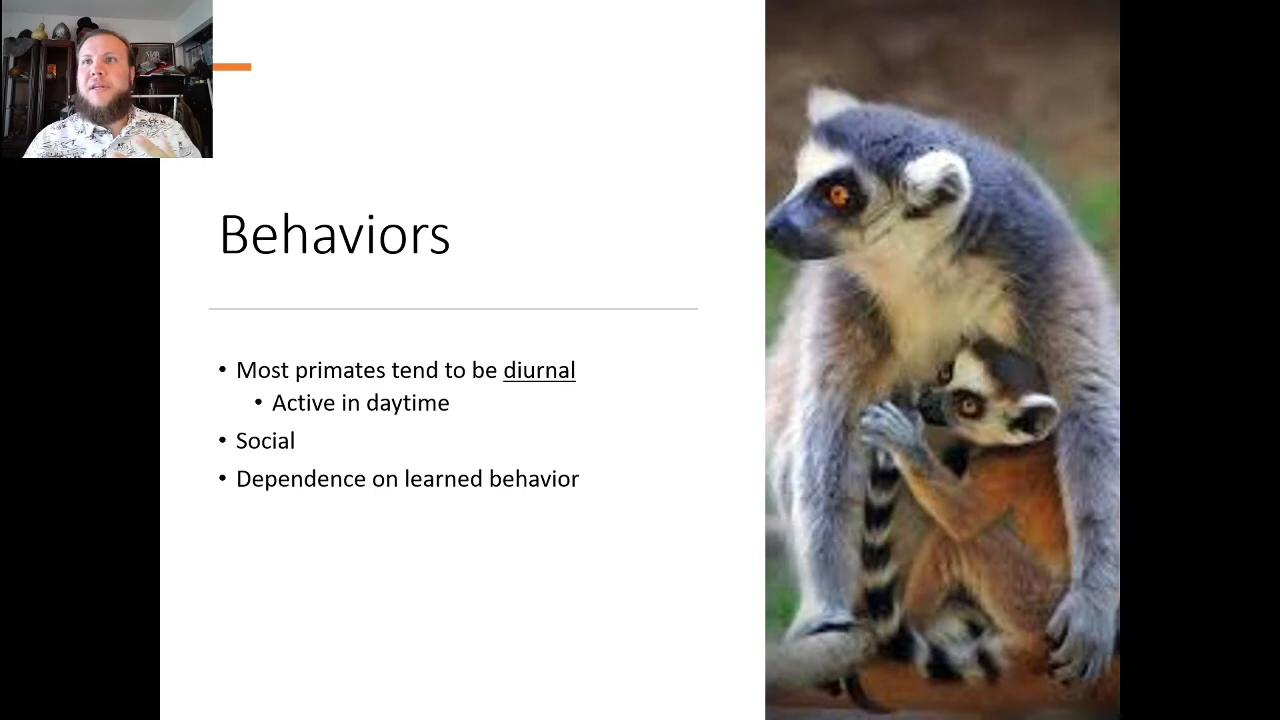 Behaviors
• Most primates tend to be diurnal
• Active in daytime
• Social
• Dependence on learned behavior